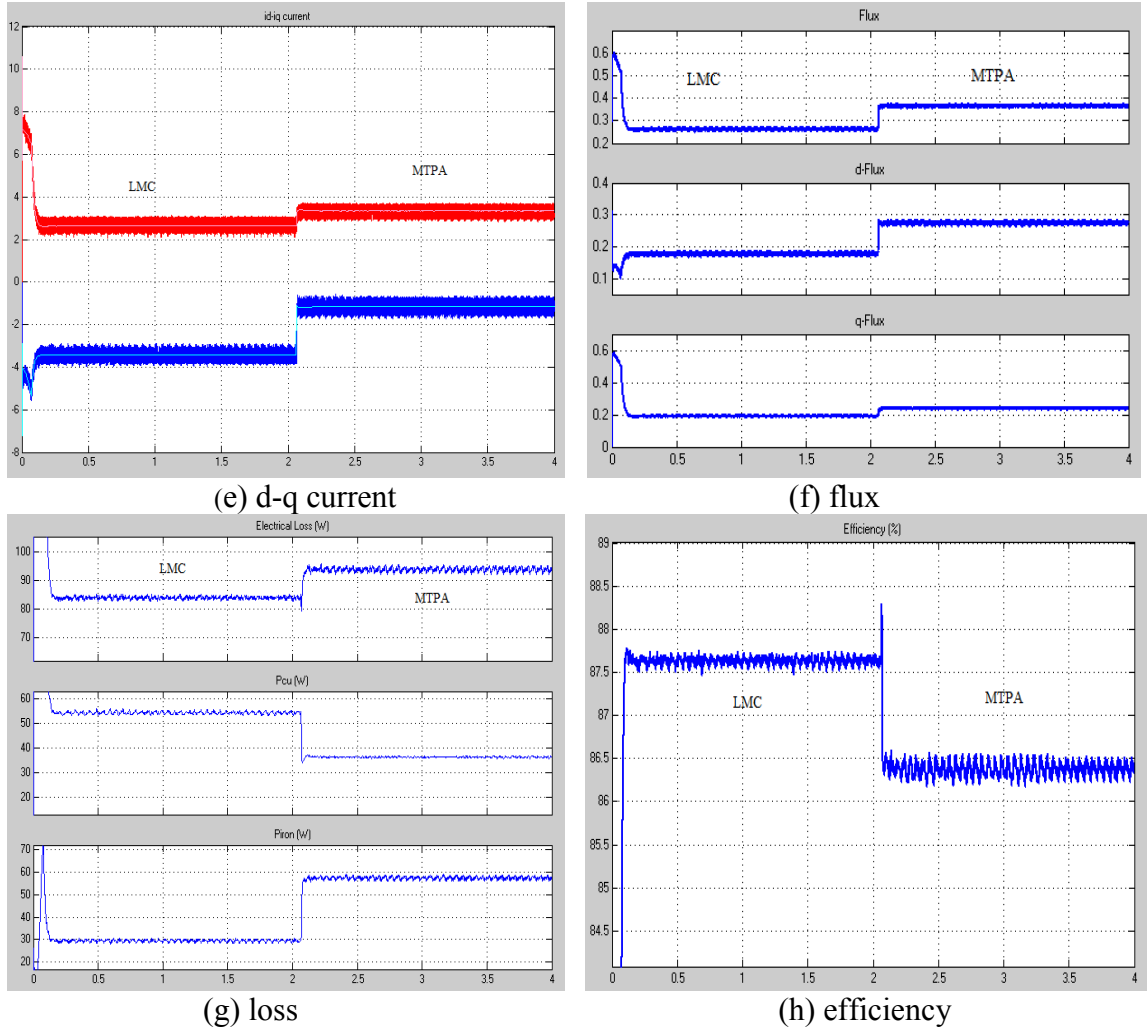 id-iq current
12
10
8
6
4
2
0
-2
-4
-6
-8
LMC
MTPA
0 0.5 1 1.5 2 2.5 3 3.5 4
(e) d-q current
Flux
0.6
0.5
0.4
0.3
0.2
LMC
MTPA
d-Flux
0.4
0.3
0.2
0.1
q-Flux
0.6
0.4
0.2
0
0 0.5 1 1.5 2 2.5 3 3.5 4
(f) flux
Electrical Loss (W)
100
90
80
70
LMC
MTPA
Pcu (W)
60
50
40
30
20
Piron (W)
70
60
50
40
30
20
0 0.5 1 1.5 2 2.5 3 3.5 4
(g) loss
Efficiency (%)
89
88.5
88
87.5
87
86.5
86
85.5
85
84.5
LMC
MTPA
0 0.5 1 1.5 2 2.5 3 3.5 4
(h) efficiency